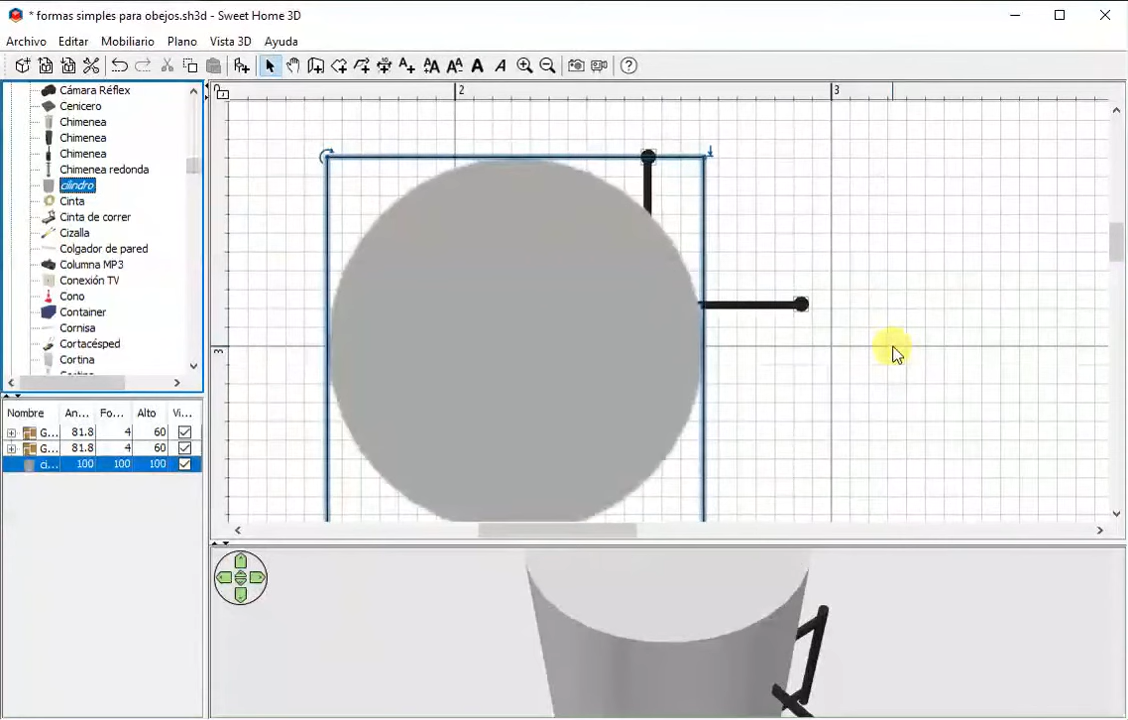 * formas simples para obejos.sh3d - Sweet Home 3D
Archivo Editar Mobiliario Plano Vista 3D Ayuda
Cámara Réflex
Cenicero
Chimenea
Chimenea
Chimenea
Chimenea redonda
cilindro
Cinta
Cinta de correr
Cizalla
Colgador de pared
Columna MP3
Conexión TV
Cono
Container
Cornisa
Cortacésped
Cortina
2 3
3
Nombre An... Fo... Alto Vi...
G... 81.8 4 60
G... 81.8 4 60
ci... 100 100 100